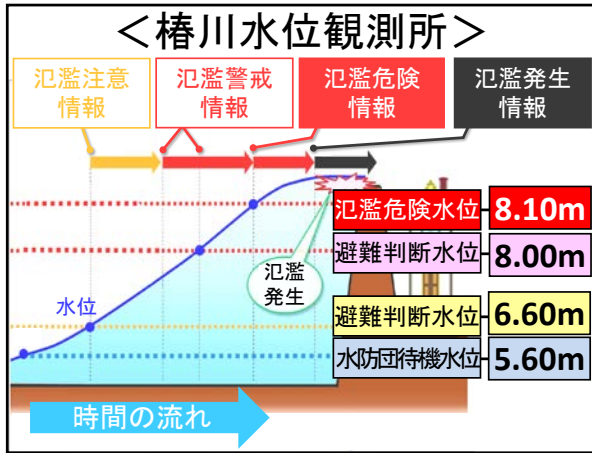 ＜椿川水位観測所＞
氾濫注意
情報
氾濫警戒
情報
氾濫危険
情報
氾濫発生
情報
氾濫危険水位 8.10m
避難判断水位 8.00m
氾濫
発生
水位
避難判断水位 6.60m
水防団待機水位 5.60m
時間の流れ